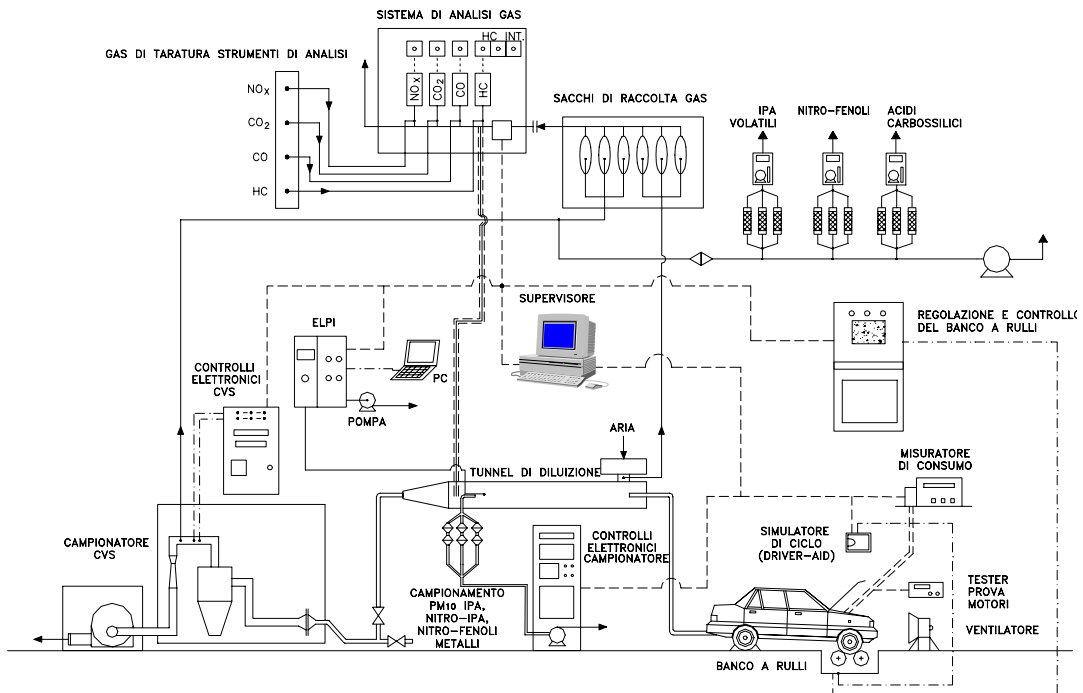 SISTEMA DI ANALISI GAS
HC INT.
GAS DI TARATURA STRUMENTI DI ANALISI
NOx
CO2
CO
HC
NOx
CO2
CO
HC
SACCHI DI RACCOLTA GAS
IPA
VOLATILI
NITRO-FENOLI
ACIDI
CARBOSSILICI
SUPERVISORE
REGOLAZIONE E CONTROLLO
DEL BANCO A RULLI
ELPI
PC
POMPA
CONTROLLI
ELETTRONICI
CVS
ARIA
TUNNEL DI DILUIZIONE
MISURATORE
DI CONSUMO
CAMPIONATORE
CVS
CONTROLLI
ELETTRONICI
CAMPIONATORE
SIMULATORE
DI CICLO
(DRIVER-AID)
CAMPIONAMENTO
PM10 IPA,
NITRO-IPA,
NITRO-FENOLI
METALLI
TESTER
PROVA
MOTORI
VENTILATORE
BANCO A RULLI